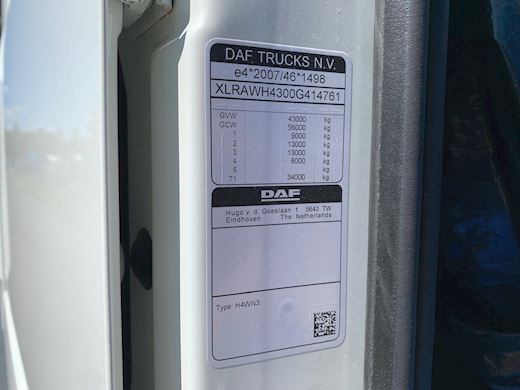 DAF TRUCKS N.V.
e4*2007/46*1498
XLRAWH4300G414761
GVW 43000 kg
GCW 56000 kg
1 9000 kg
2 13000 kg
3 13000 kg
4 8000 kg
5
T1 34000 kg
DAF
Hugo v. d. Goeslaan 1 5643 TW
Eindhoven The Netherlands
Type: H4WN3